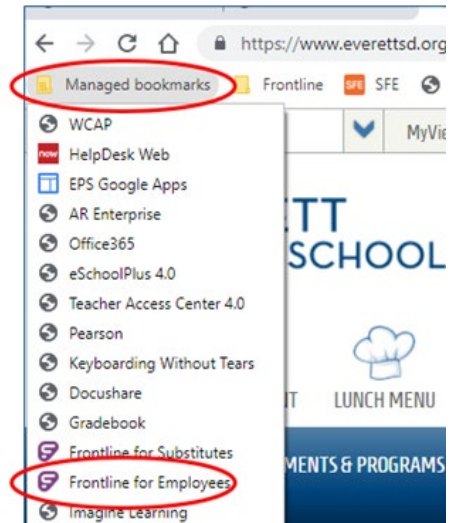 https://www.everettsd.org
Managed bookmarks Frontline SFE SFE
WCAP MyVie
now HelpDesk Web
EPS Google Apps
AR Enterprise TT
Office365 SCHOOL
eSchoolPlus 4.0
Teacher Access Center 4.0
Pearson
Keyboarding Without Tears
Docushare IT LUNCH MENU
Gradebook
Frontline for Substitutes MENTS & PROGRAMS
Frontline for Employees
Imagine Learning